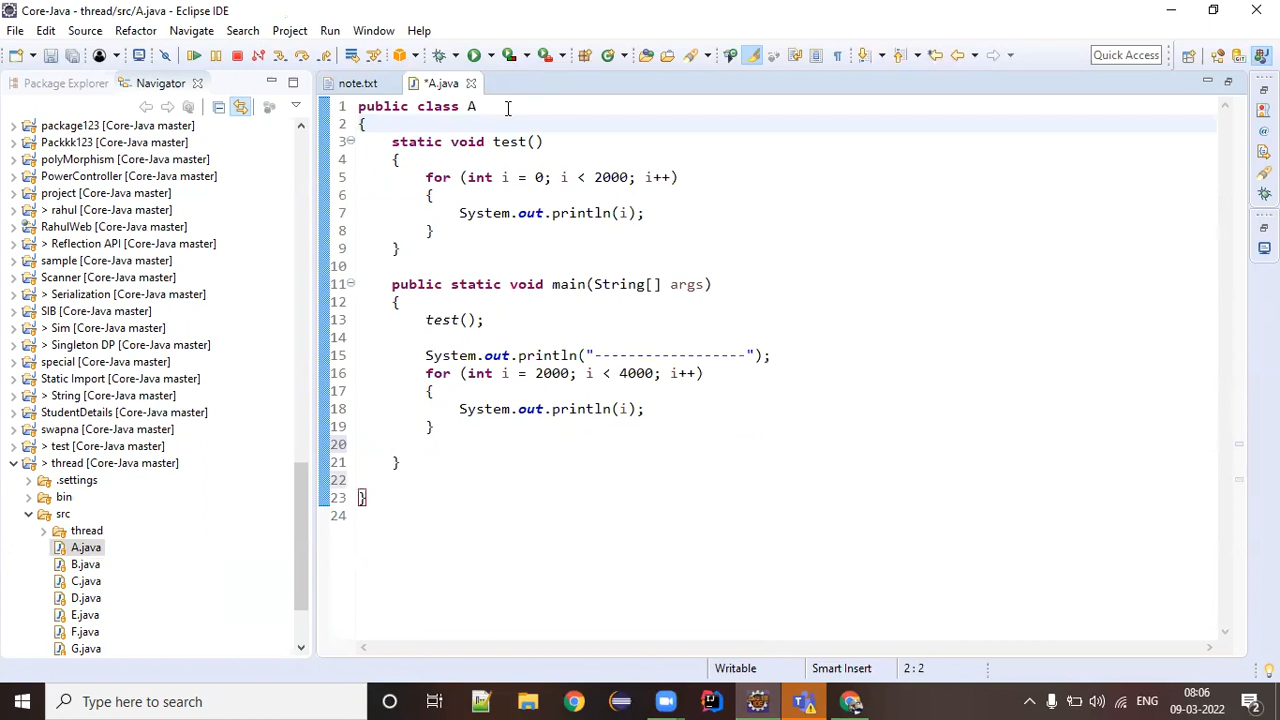 Core-Java - thread/src/A.java - Eclipse IDE
File Edit Source Refactor Navigate Search Project Run Window Help
Quick Access
Package Explorer Navigator
note.txt *A.java
package123 [Core-Java master]
Packkk123 [Core-Java master]
polyMorphism [Core-Java master]
PowerController [Core-Java master]
project [Core-Java master]
> rahul [Core-Java master]
RahulWeb [Core-Java master]
> Reflection API [Core-Java master]
sample [Core-Java master]
Scanner [Core-Java master]
> Serialization [Core-Java master]
SIB [Core-Java master]
> Sim [Core-Java master]
> Singleton DP [Core-Java master]
special [Core-Java master]
Static Import [Core-Java master]
> String [Core-Java master]
StudentDetails [Core-Java master]
swapna [Core-Java master]
> test [Core-Java master]
> thread [Core-Java master]
.settings
bin
src
thread
A.java
B.java
C.java
D.java
E.java
F.java
G.java
1 public class A
2 {
3 static void test()
4 {
5 for (int i = 0; i < 2000; i++)
6 {
7 System.out.println(i);
8 }
9 }
10
11 public static void main(String[] args)
12 {
13 test();
14
15 System.out.println("------------------");
16 for (int i = 2000; i < 4000; i++)
17 {
18 System.out.println(i);
19 }
20
21 }
22
23 }
24
Writable Smart Insert 2 : 2
Type here to search
ENG
08:06
09-03-2022
2